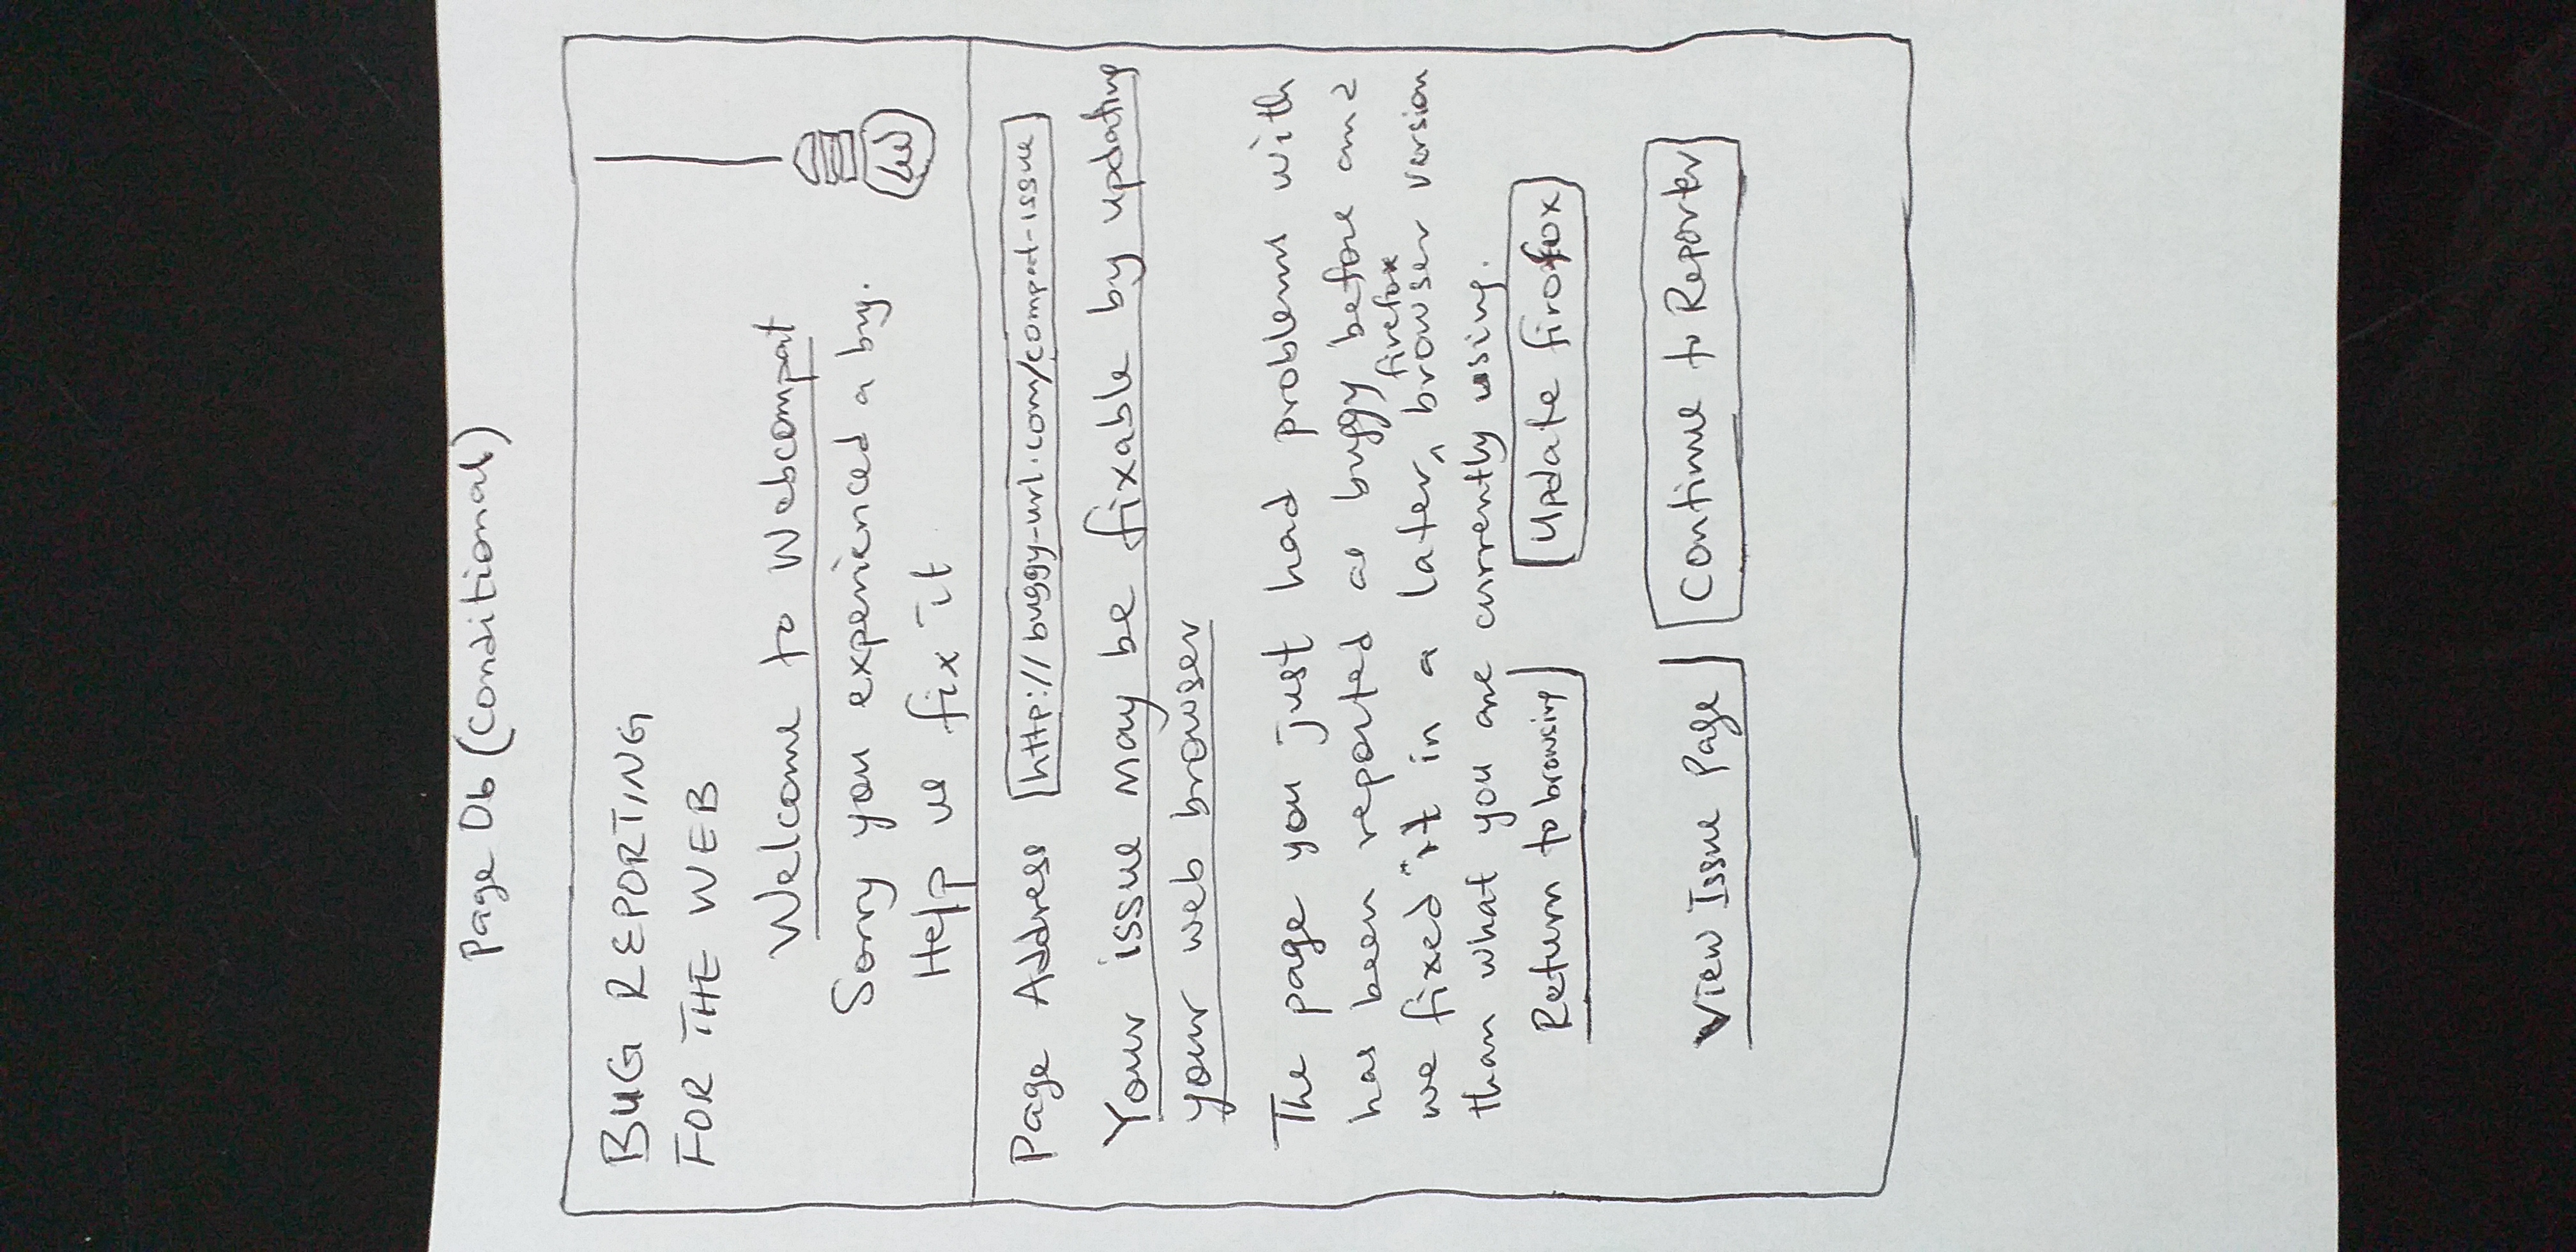 Page 0b (Conditional)
BUG REPORTING
FOR THE WEB
Welcome to Webcompat
Sorry you experienced a bug.
Help us fix it
Page Address http://buggy-url.com/compat-issue
Your issue may be fixable by updating
your web browser
The page you just had problems with
has been reported as buggy before and
firefox
we fixed it in a later ‸ browser version
than what you are currently using.
Return to browsing Update firofox
View Issue Page Continue to Reporter